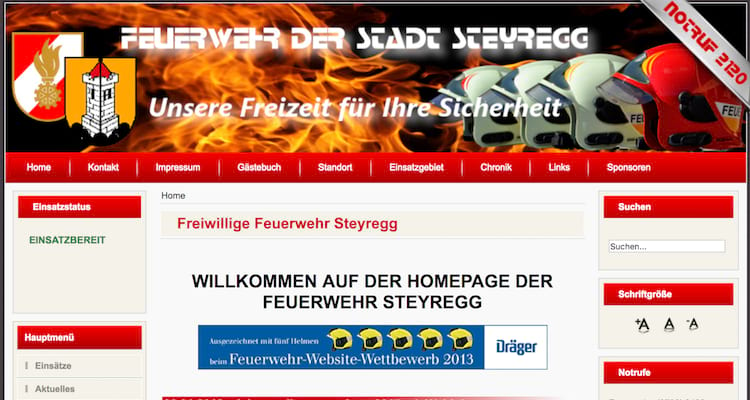 FEUERWEHR DER STADT STEYREGG
NOTRUF 3120
Unsere Freizeit für Ihre Sicherheit
Home
Kontakt
Impressum
Gästebuch
Standort
Einsatzgebiet
Chronik
Links
Sponsoren
Einsatzstatus
EINSATZBEREIT
Hauptmenü
Einsätze
Aktuelles
Home
Freiwillige Feuerwehr Steyregg
WILLKOMMEN AUF DER HOMEPAGE DER
FEUERWEHR STEYREGG
Ausgezeichnet mit fünf Helmen
beim Feuerwehr-Website-Wettbewerb 2013
Dräger
Suchen
Suchen...
Schriftgröße
+A A -A
Notrufe